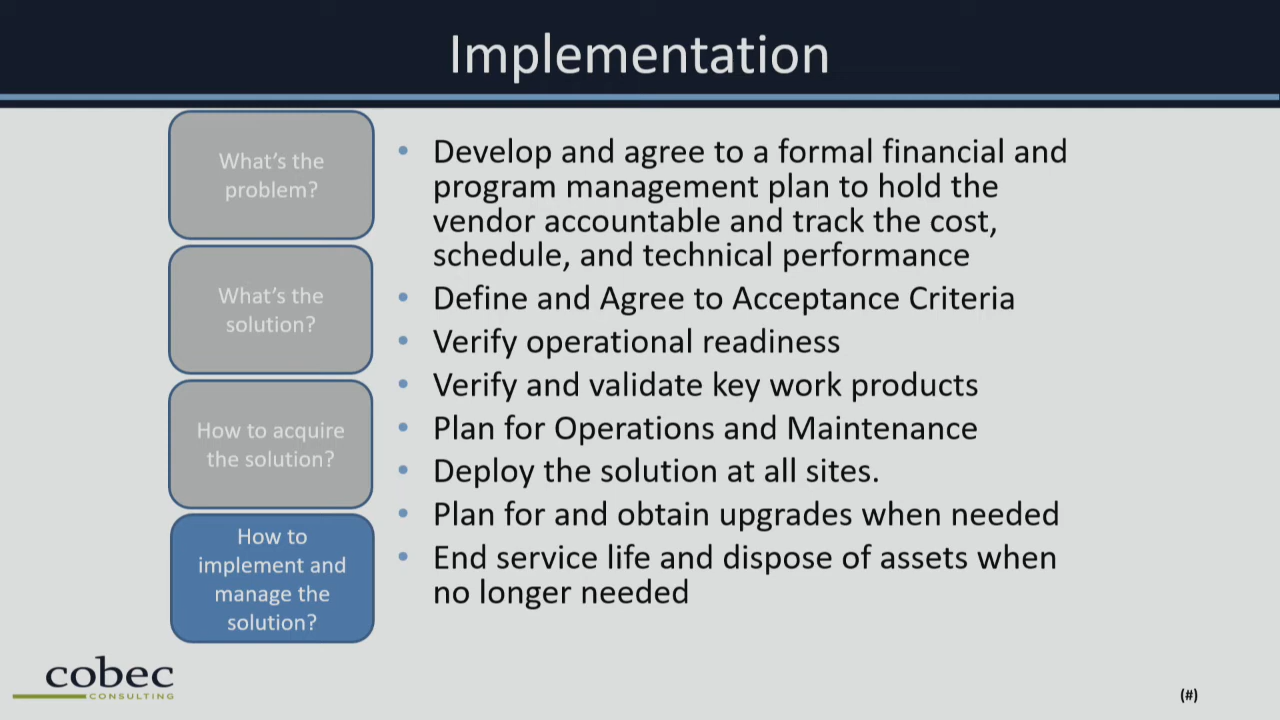 Implementation
What's the
problem?
What's the
solution?
How to acquire
the solution?
How to
implement and
manage the
solution?
• Develop and agree to a formal financial and
program management plan to hold the
vendor accountable and track the cost,
schedule, and technical performance
• Define and Agree to Acceptance Criteria
• Verify operational readiness
• Verify and validate key work products
• Plan for Operations and Maintenance
• Deploy the solution at all sites.
• Plan for and obtain upgrades when needed
• End service life and dispose of assets when
no longer needed
cobec
CONSULTING
(#)